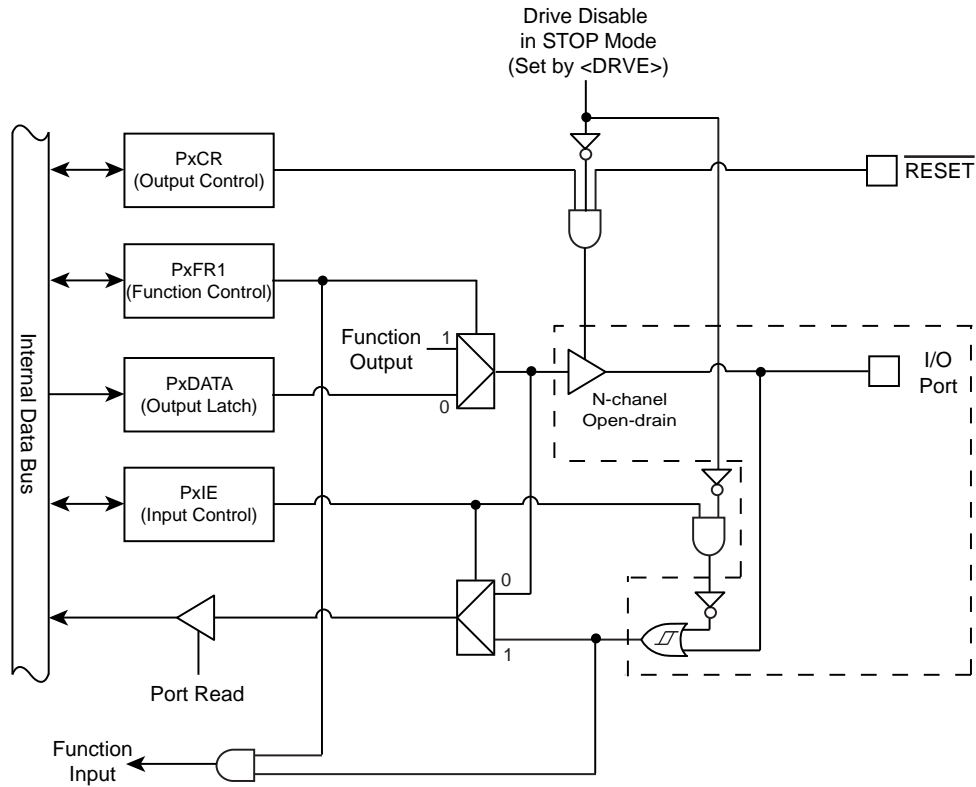 Drive Disable
in STOP Mode
(Set by <DRVE>)
PxCR
(Output Control)
RESET
PxFR1
(Function Control)
Function
Output
1
0
I/O
Port
PxDATA
(Output Latch)
N-chanel
Open-drain
Internal Data Bus
PxIE
(Input Control)
0
1
Port Read
Function
Input